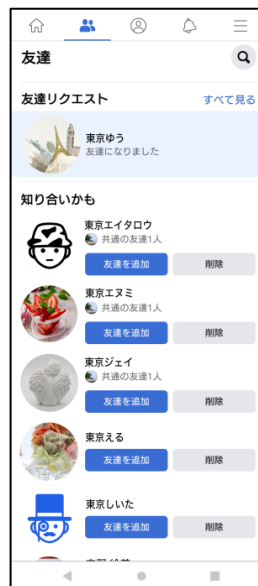 友達
友達リクエスト
すべて見る
東京ゆう
友達になりました
知り合いかも
東京エイタロウ
共通の友達1人
友達を追加
削除
東京エヌミ
共通の友達1人
友達を追加
削除
東京ジェイ
共通の友達1人
友達を追加
削除
東京える
友達を追加
削除
東京しいた
友達を追加
削除